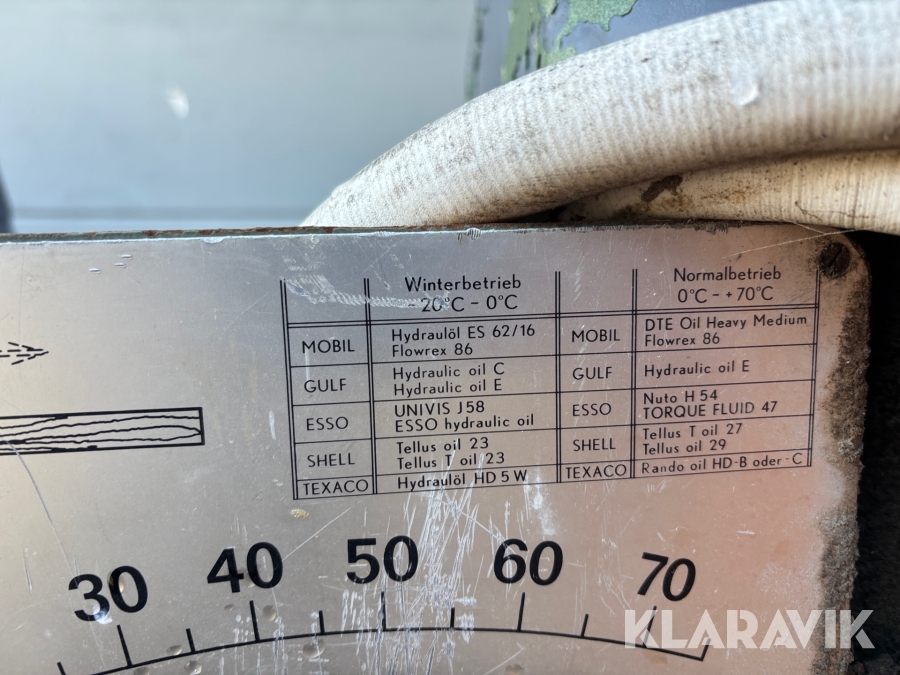 Winterbetrieb
-20°C - 0°C
Normalbetrieb
0°C - +70°C
MOBIL
Hydrauföl ES 62/16
Flowrex 86
MOBIL
DTE Oil Heavy Medium
Flowrex 86
GULF
Hydraulic oil C
Hydraulic oil E
GULF
Hydraulic oil E
ESSO
UNIVIS J58
ESSO hydraulic oil
ESSO
Nuto H 54
TORQUE FLUID 47
SHELL
Tellus oil 23
Tellus T oil 23
SHELL
Tellus T oil 27
Tellus oil 29
TEXACO
Hydraulöl HD 5 W
TEXACO
Rando oil HD-B oder -C
30 40 50 60 70
KLARAVIK